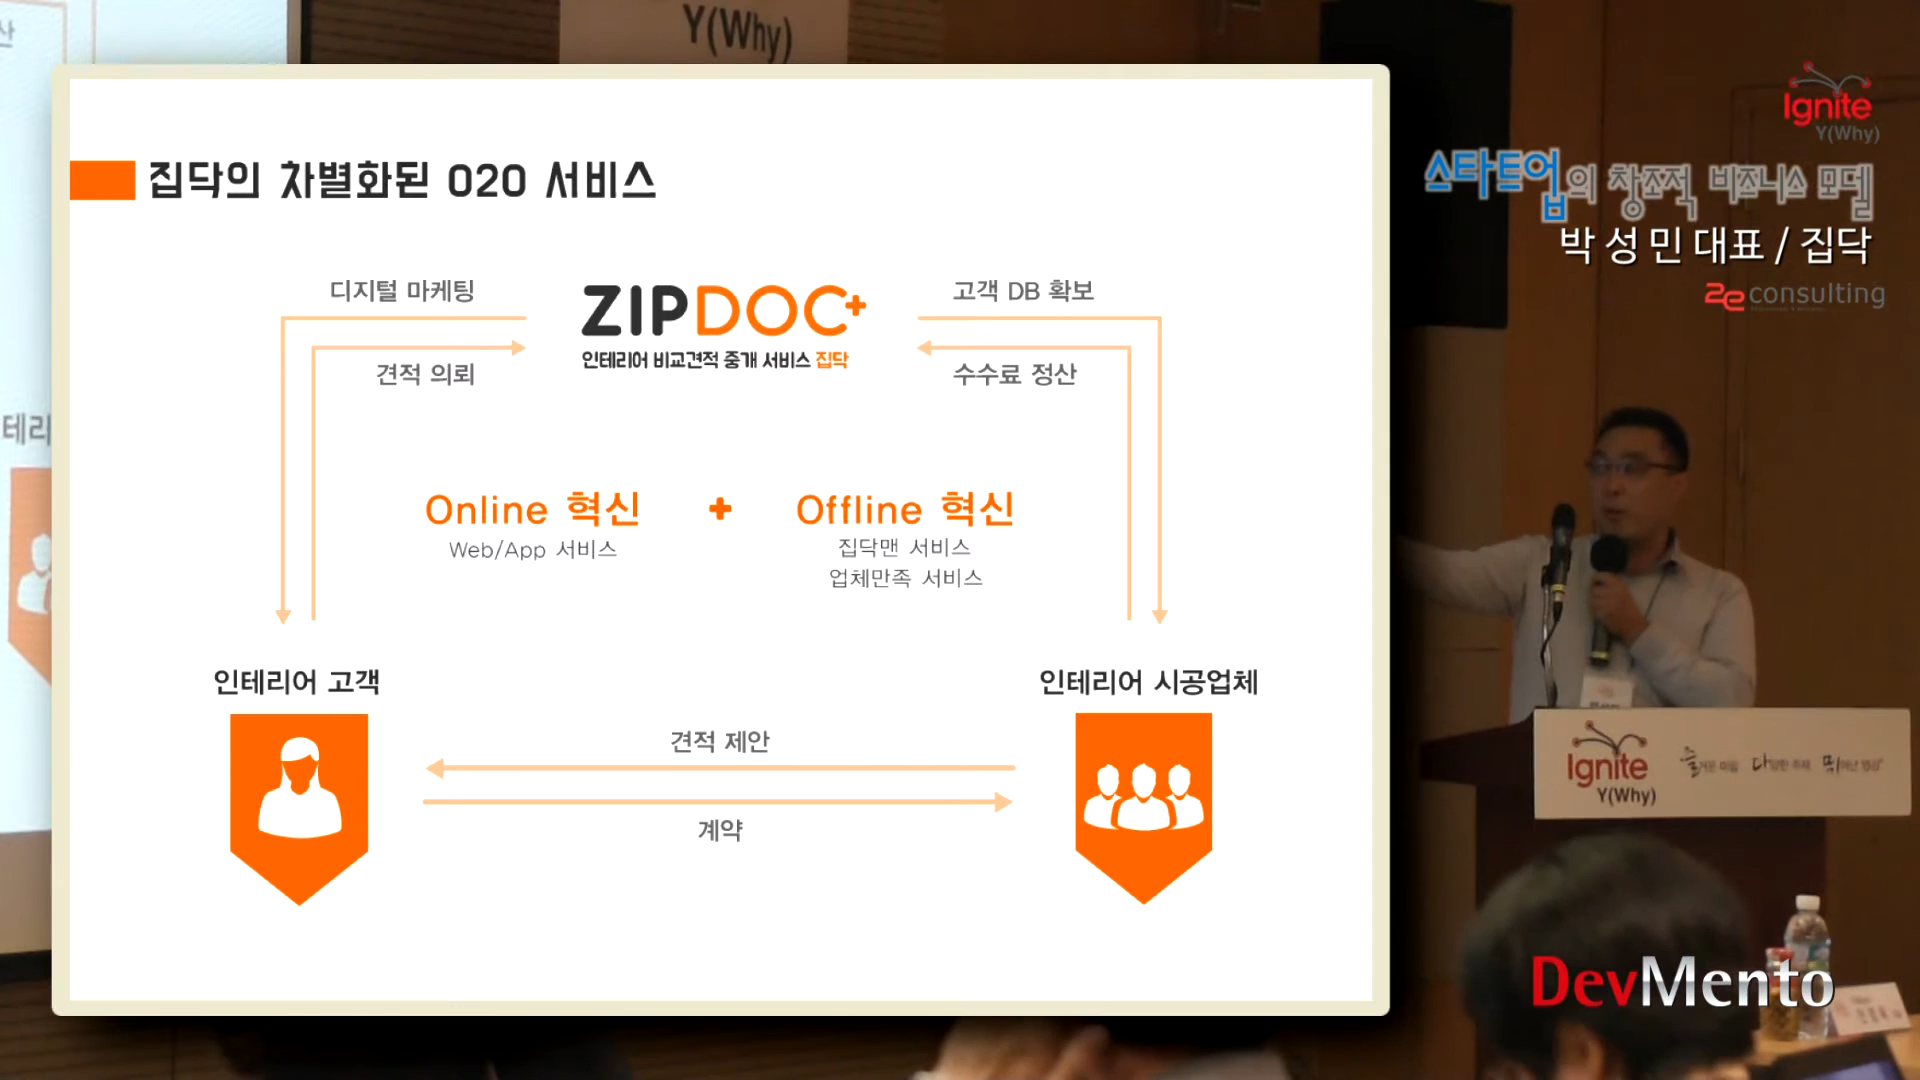 Y(Why)
Ignite
Y(Why)
스타트업의 창조적 비즈니스 모델
박성민 대표 / 집닥
2e consulting
집닥의 차별화된 O2O 서비스
디지털 마케팅
견적 의뢰
ZIPDOC+
인테리어 비교견적 중개 서비스 집닥
고객 DB 확보
수수료 정산
Online 혁신
Web/App 서비스
+
Offline 혁신
집닥맨 서비스
업체만족 서비스
인테리어 고객
인테리어 시공업체
견적 제안
계약
테리
산
Ignite
Y(Why)
DevMento